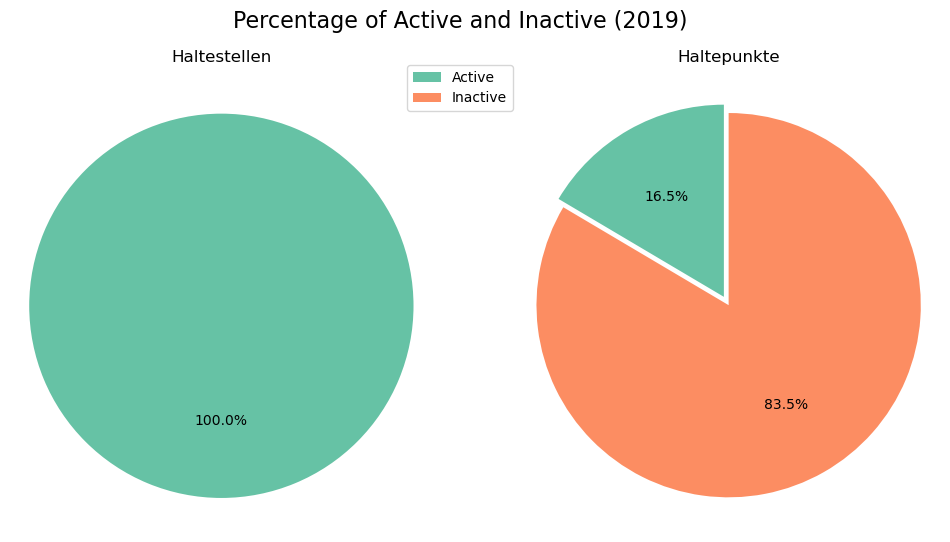 Percentage of Active and Inactive (2019)
Haltestellen
Haltepunkte
Active
Inactive
16.5%
83.5%
100.0%